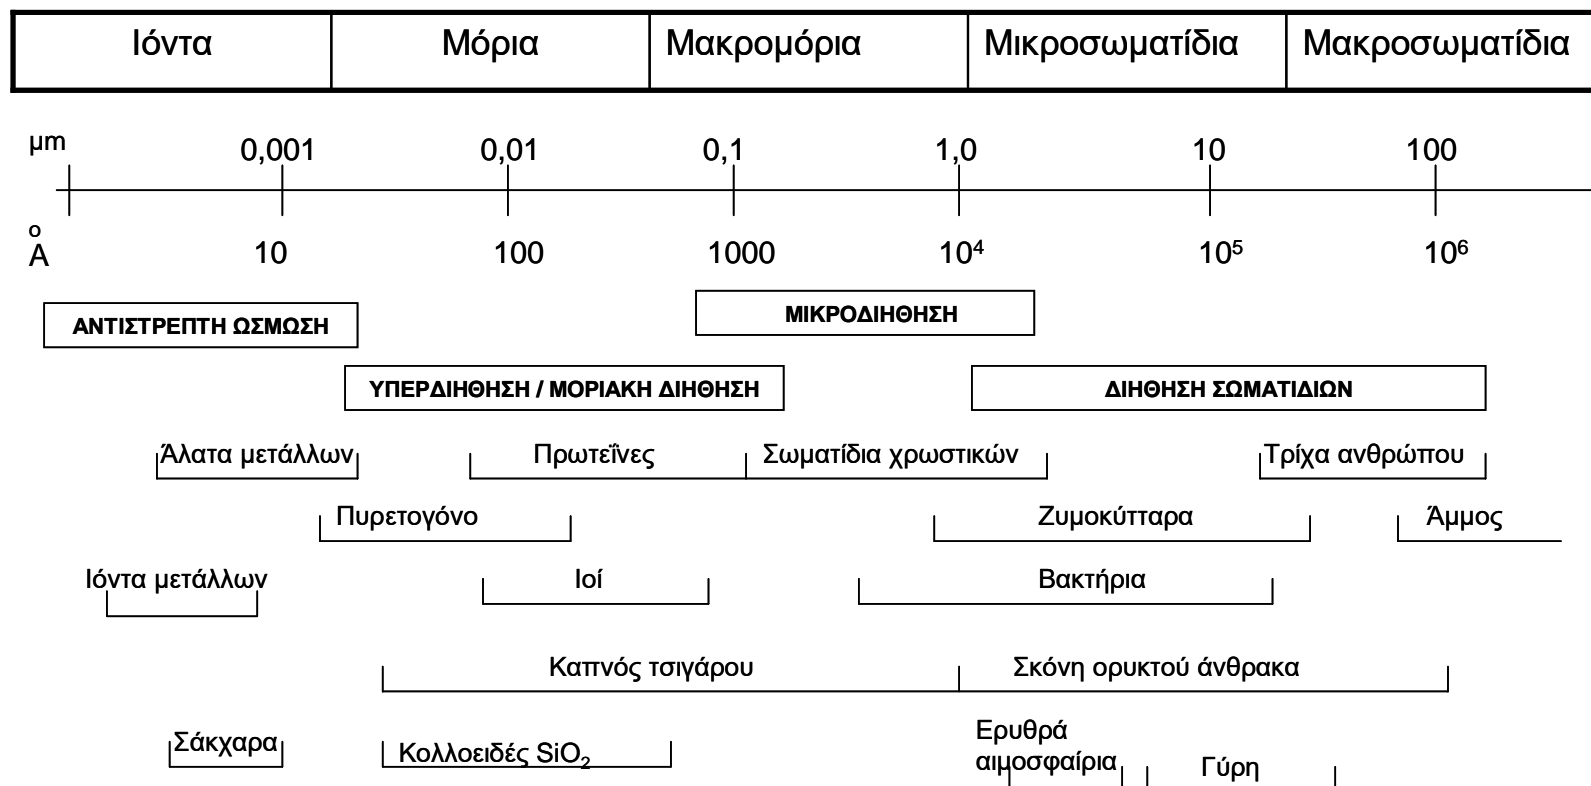 Ιόντα Μόρια Μακρομόρια Μικροσωματίδια Μακροσωματίδια
μm 0,001 0,01 0,1 1,0 10 100
Å 10 100 1000 10⁴ 10⁵ 10⁶
ΑΝΤΙΣΤΡΕΠΤΗ ΩΣΜΩΣΗ ΜΙΚΡΟΔΙΗΘΗΣΗ
ΥΠΕΡΔΙΗΘΗΣΗ / ΜΟΡΙΑΚΗ ΔΙΗΘΗΣΗ ΔΙΗΘΗΣΗ ΣΩΜΑΤΙΔΙΩΝ
Άλατα μετάλλων Πρωτεΐνες Σωματίδια χρωστικών Τρίχα ανθρώπου
Πυρετογόνο Ζυμοκύτταρα Άμμος
Ιόντα μετάλλων Ιοί Βακτήρια
Καπνός τσιγάρου Σκόνη ορυκτού άνθρακα
Σάκχαρα Κολλοειδές SiO₂ Ερυθρά
αιμοσφαίρια Γύρη